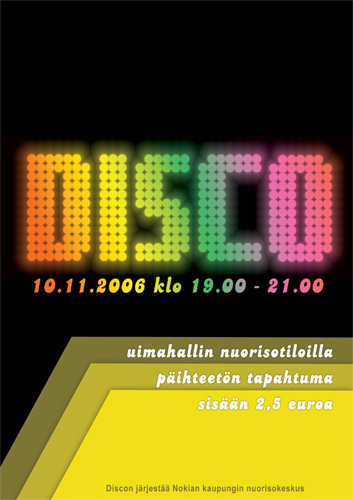 DISCO
10.11.2006 klo 19.00 - 21.00
uimahallin nuorisotiloilla
päihteetön tapahtuma
sisään 2,5 euroa
Discon järjestää Nokian kaupungin nuorisokeskus